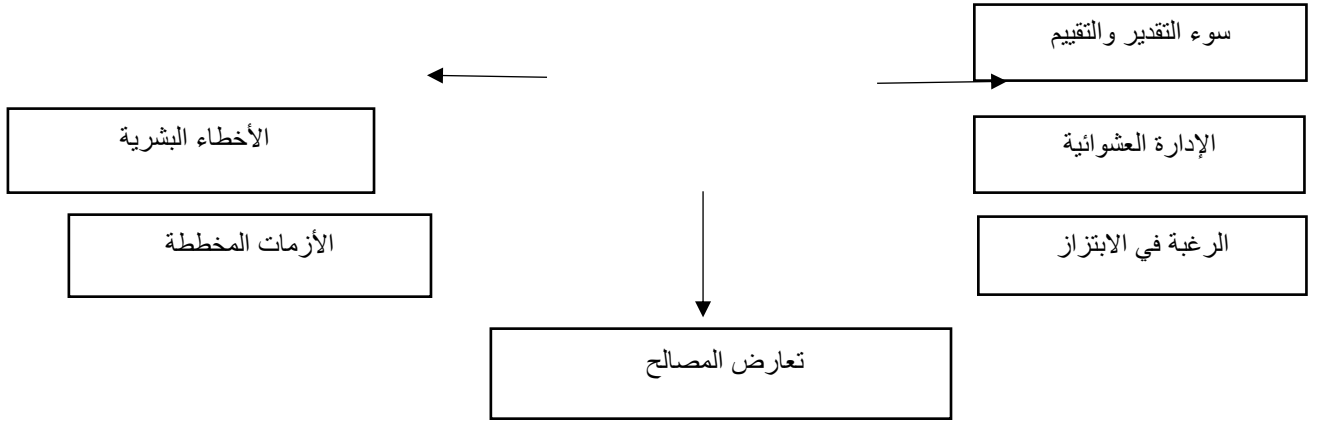 سوء التقدير والتقييم
الإدارة العشوائية
الأخطاء البشرية
الرغبة في الابتزاز
الأزمات المخططة
تعارض المصالح